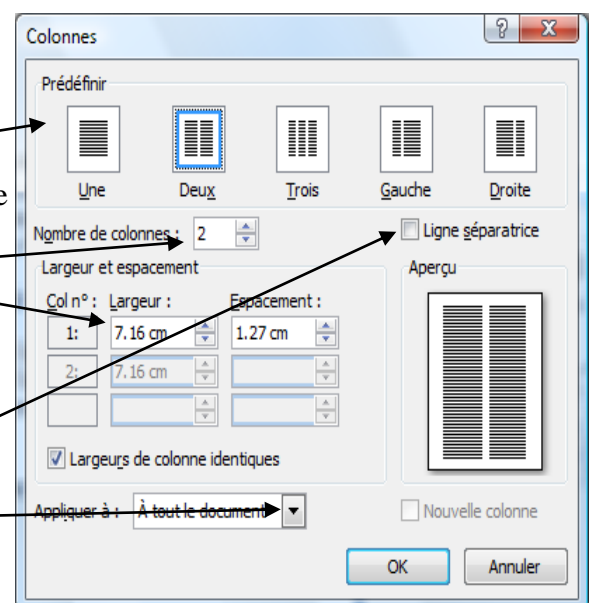 Colonnes
Prédéfinir
Une Deux Trois Gauche Droite
e
Nombre de colonnes : 2
Ligne séparatrice
Largeur et espacement
Aperçu
Col n° : Largeur : Espacement :
1: 7.16 cm 1.27 cm
2: 7.16 cm
Largeurs de colonne identiques
Appliquer à : À tout le document
Nouvelle colonne
OK Annuler